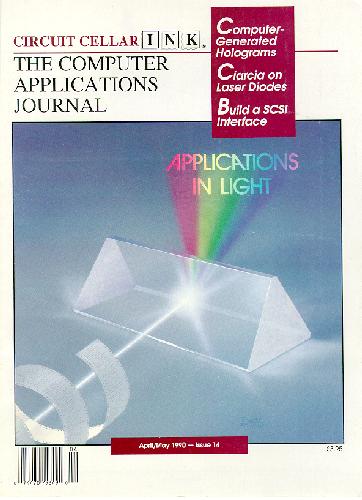 CIRCUIT CELLAR INK®
THE COMPUTER
APPLICATIONS
JOURNAL
Computer-
Generated
Holograms
Ciarcia on
Laser Diodes
Build a SCSI
Interface
APPLICATIONS
IN LIGHT
April/May 1990 — Issue 14